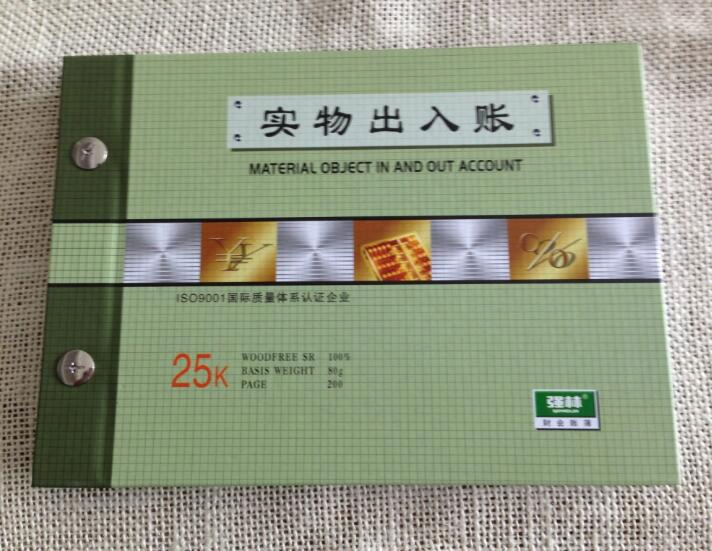 实物出入账
MATERIAL OBJECT IN AND OUT ACCOUNT
ISO9001国际质量体系认证企业
25K
WOODFREE SR 100%
BASIS WEIGHT 80g
PAGE 200
强林
财会账簿